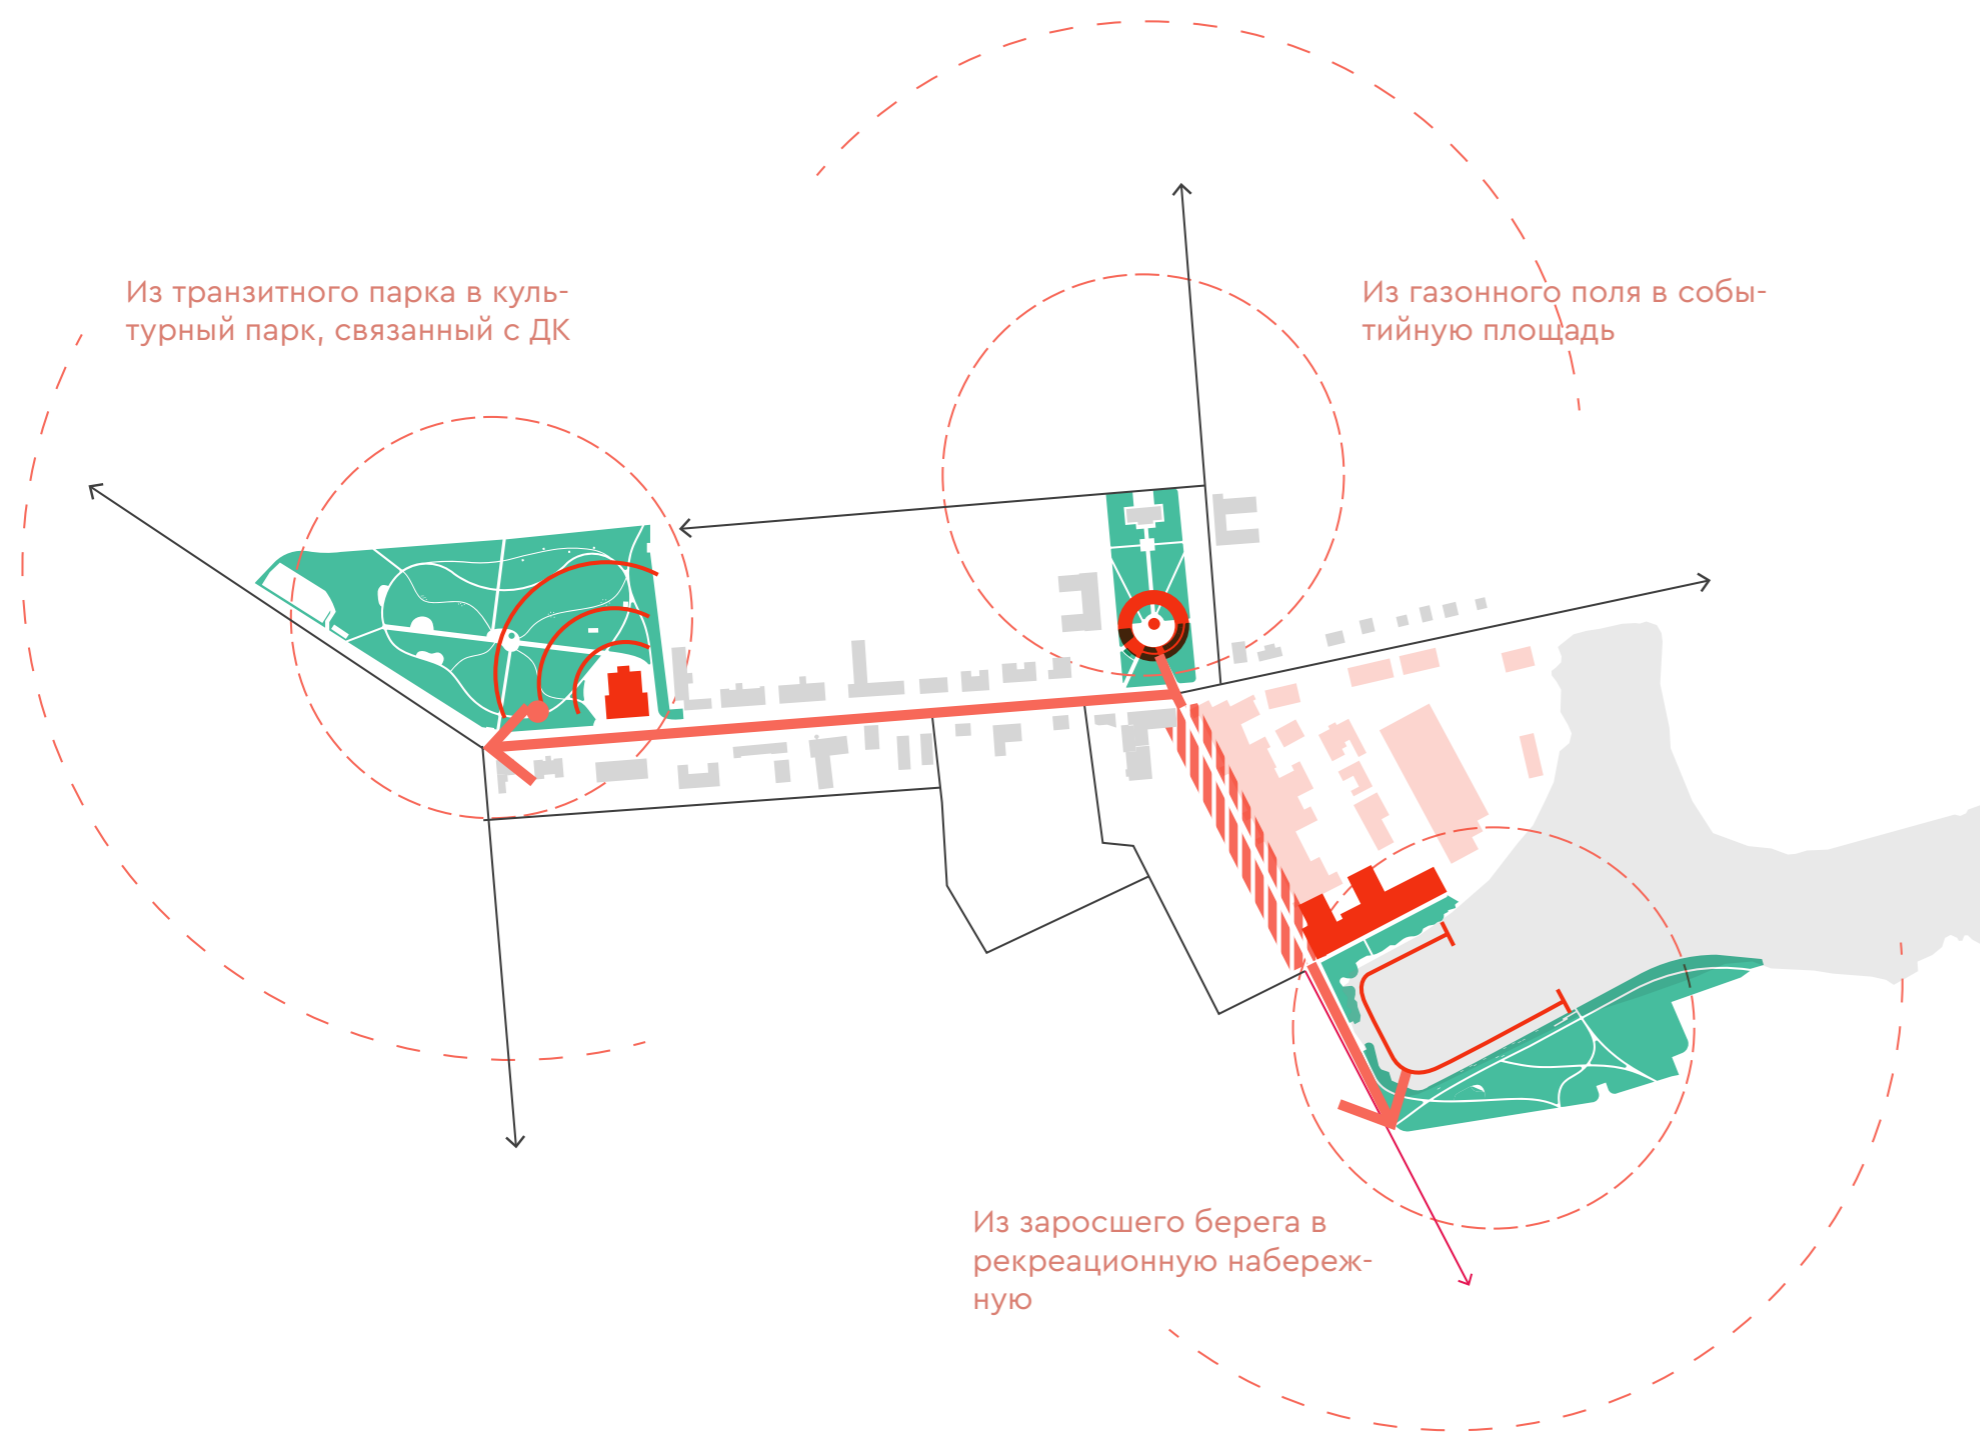 Из транзитного парка в куль-
турный парк, связанный с ДК
Из газонного поля в собы-
тийную площадь
Из заросшего берега в
рекреационную набереж-
ную